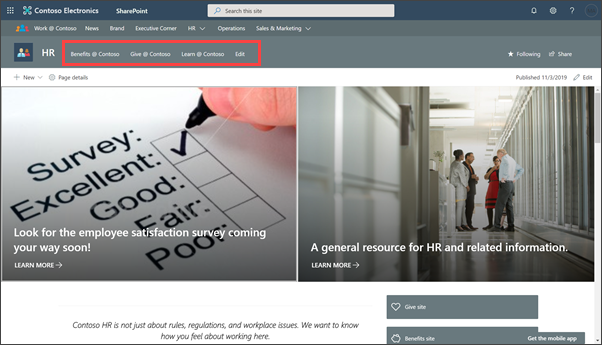 Contoso Electronics SharePoint Search this site
Work @ Contoso News Brand Executive Corner HR Operations Sales & Marketing
HR Benefits @ Contoso Give @ Contoso Learn @ Contoso Edit Following Share
New Page details Published 11/3/2019 Edit
Survey:
Excellent:
Good:
Fair:
Poor:
Look for the employee satisfaction survey coming
your way soon!
LEARN MORE
A general resource for HR and related information.
LEARN MORE
Contoso HR is not just about rules, regulations, and workplace issues. We want to know
how you feel about working here.
Give site
Benefits site
Get the mobile app